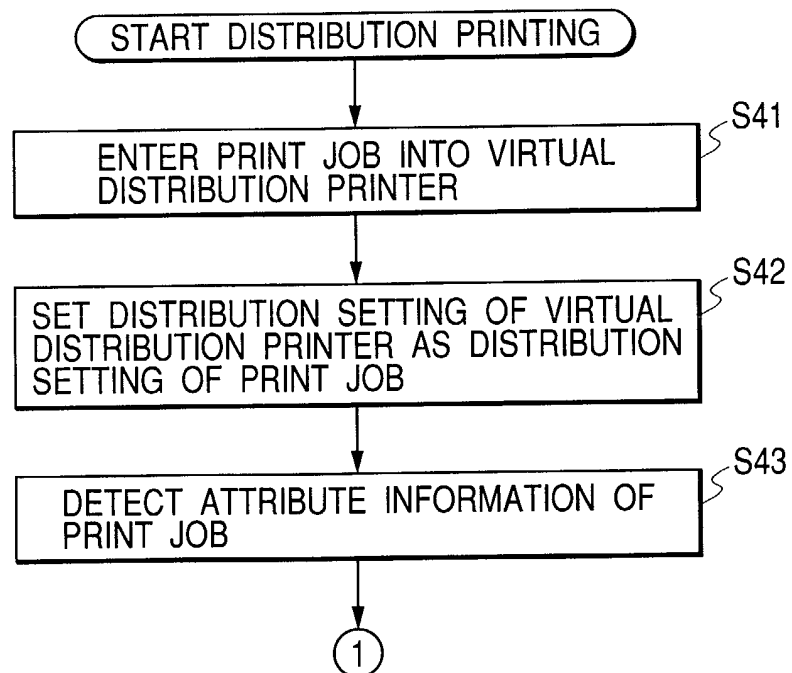 START DISTRIBUTION PRINTING
S41
ENTER PRINT JOB INTO VIRTUAL
DISTRIBUTION PRINTER
S42
SET DISTRIBUTION SETTING OF VIRTUAL
DISTRIBUTION PRINTER AS DISTRIBUTION
SETTING OF PRINT JOB
S43
DETECT ATTRIBUTE INFORMATION OF
PRINT JOB
1